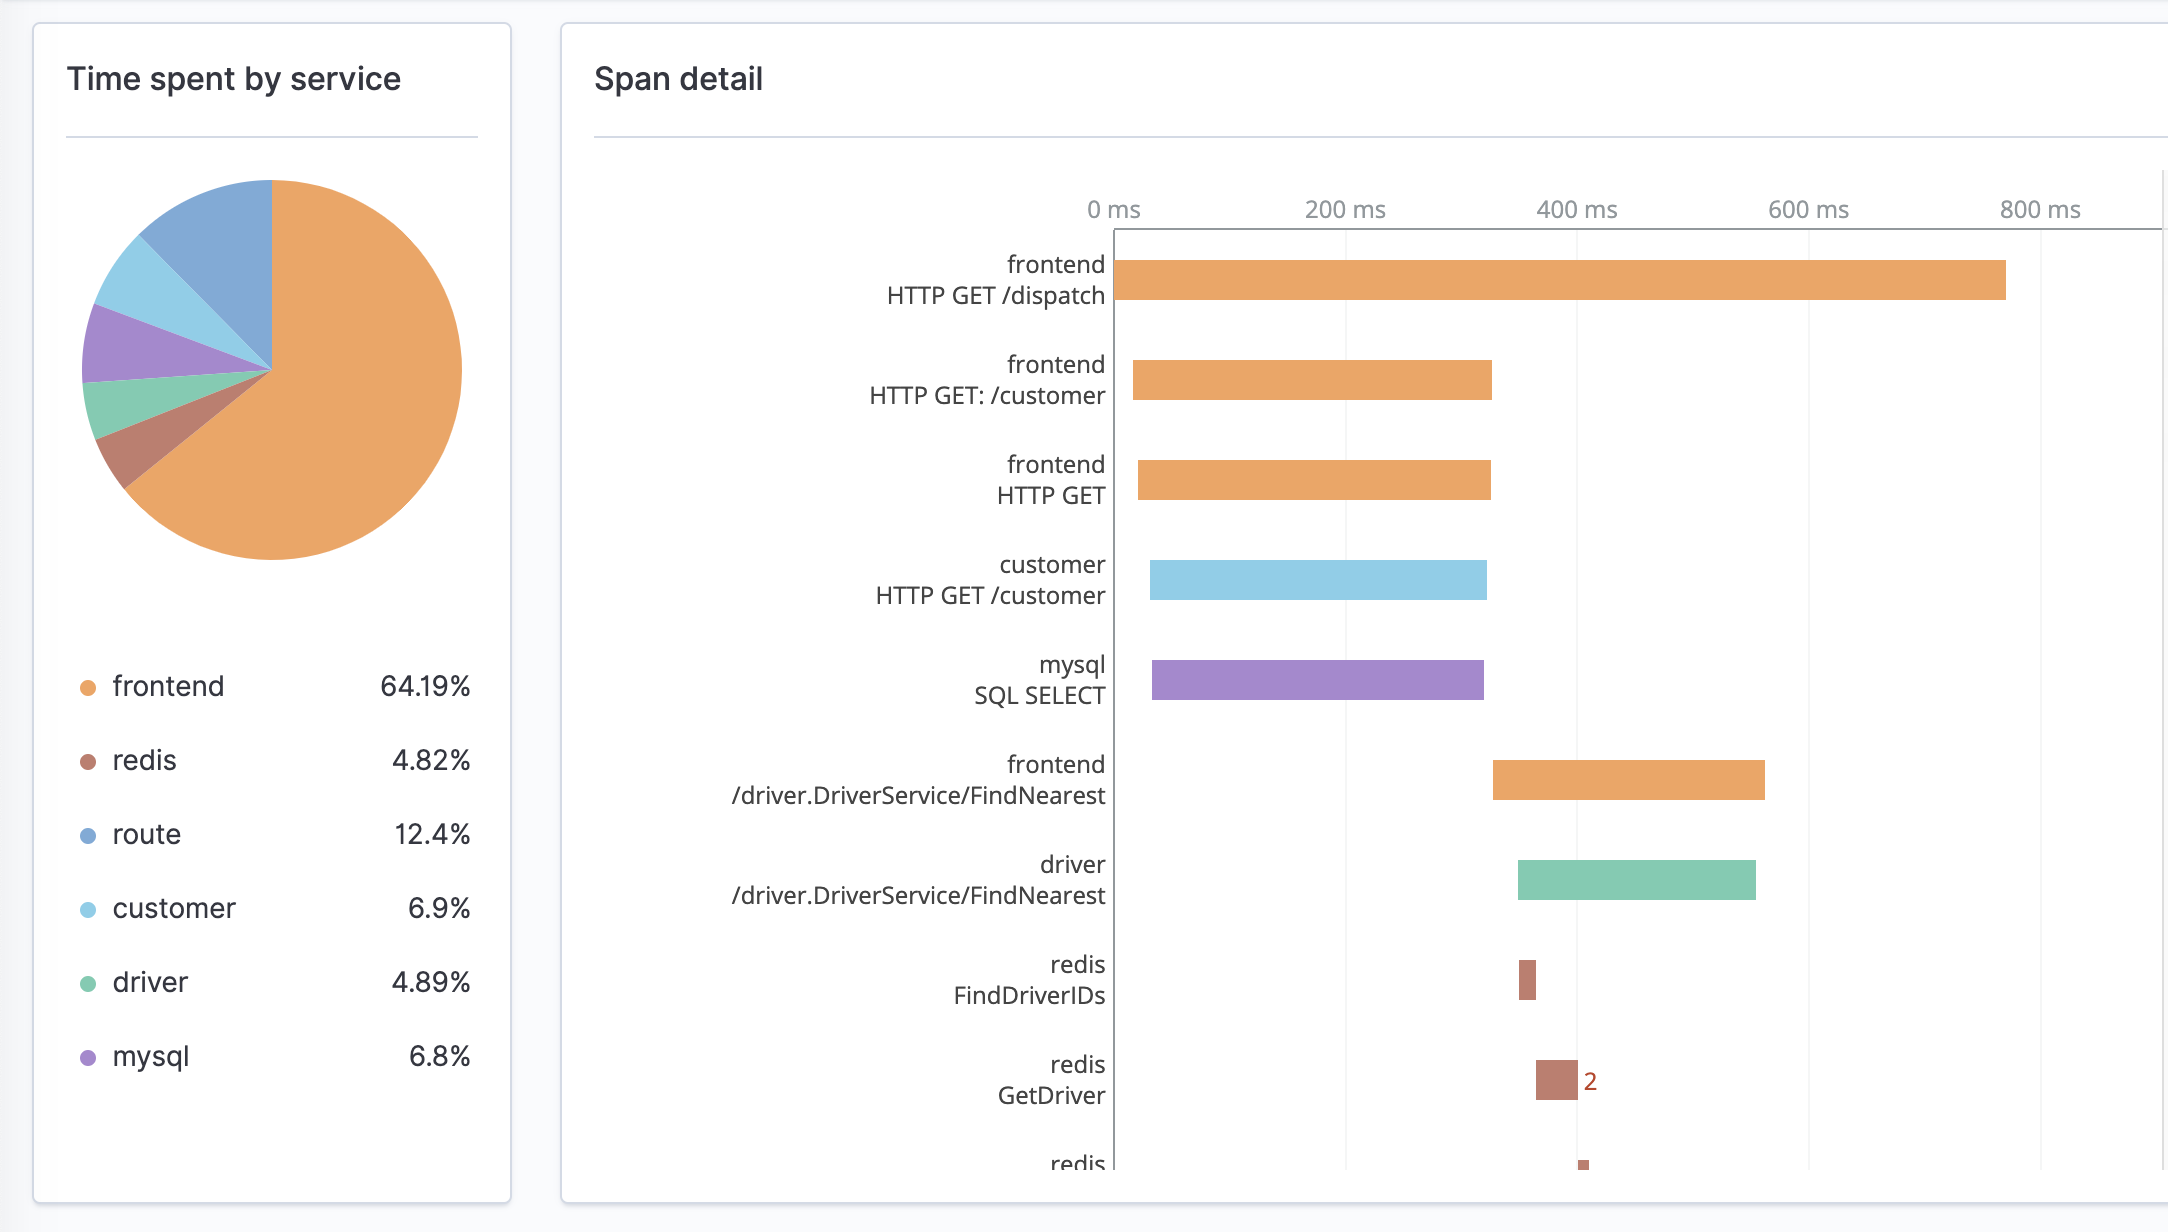 Time spent by service
frontend 64.19%
redis 4.82%
route 12.4%
customer 6.9%
driver 4.89%
mysql 6.8%
Span detail
0 ms 200 ms 400 ms 600 ms 800 ms
frontend
HTTP GET /dispatch
frontend
HTTP GET: /customer
frontend
HTTP GET
customer
HTTP GET /customer
mysql
SQL SELECT
frontend
/driver.DriverService/FindNearest
driver
/driver.DriverService/FindNearest
redis
FindDriverIDs
redis
GetDriver
2
redis